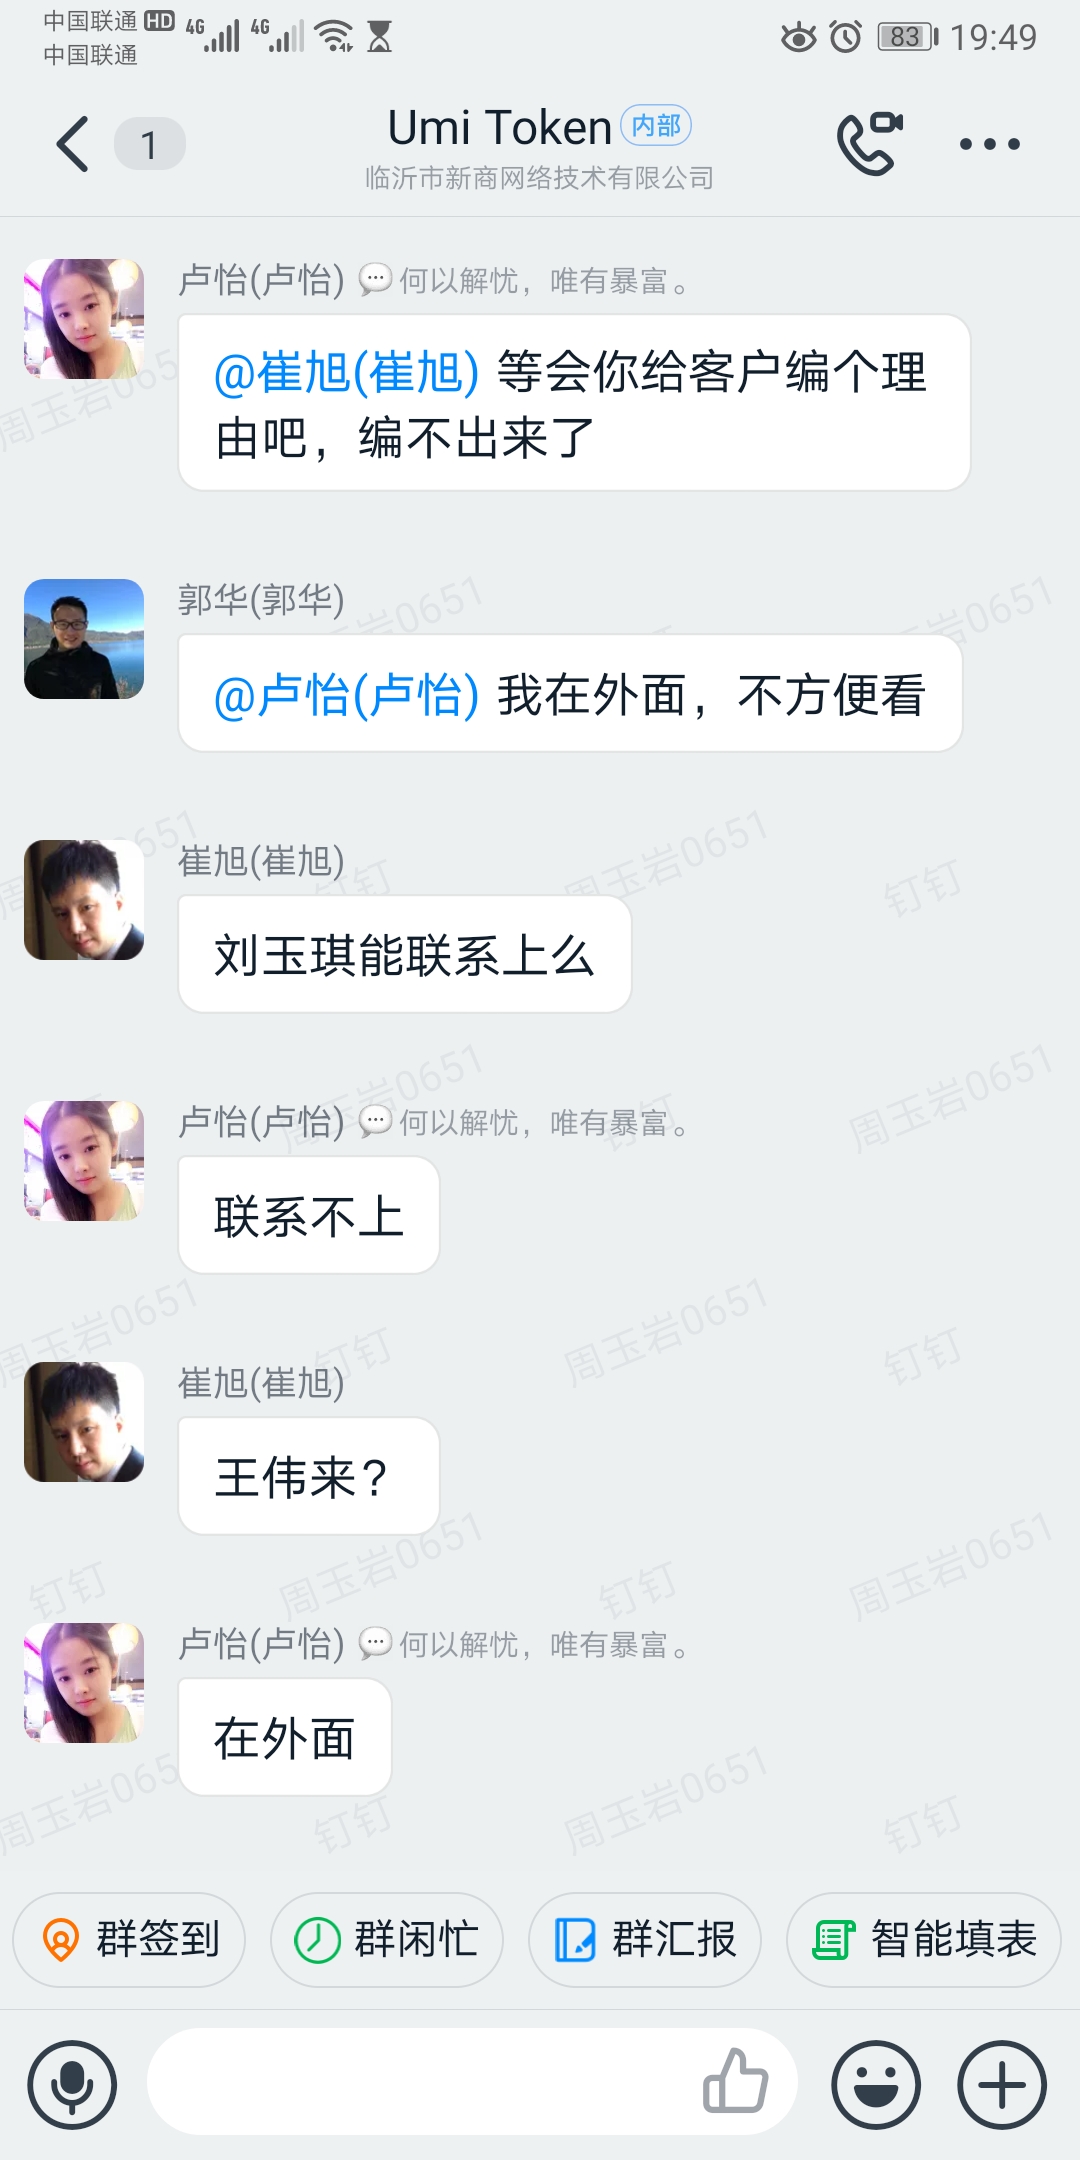 中国联通 HD 4G 4G 83 19:49
中国联通
1 Umi Token 内部
临沂市新商网络技术有限公司
卢怡(卢怡) 何以解忧，唯有暴富。
@崔旭(崔旭) 等会你给客户编个理
由吧，编不出来了
郭华(郭华)
@卢怡(卢怡) 我在外面，不方便看
崔旭(崔旭)
刘玉琪能联系上么
卢怡(卢怡) 何以解忧，唯有暴富。
联系不上
崔旭(崔旭)
王伟来？
卢怡(卢怡) 何以解忧，唯有暴富。
在外面
周玉岩0651 钉钉
群签到 群闲忙 群汇报 智能填表